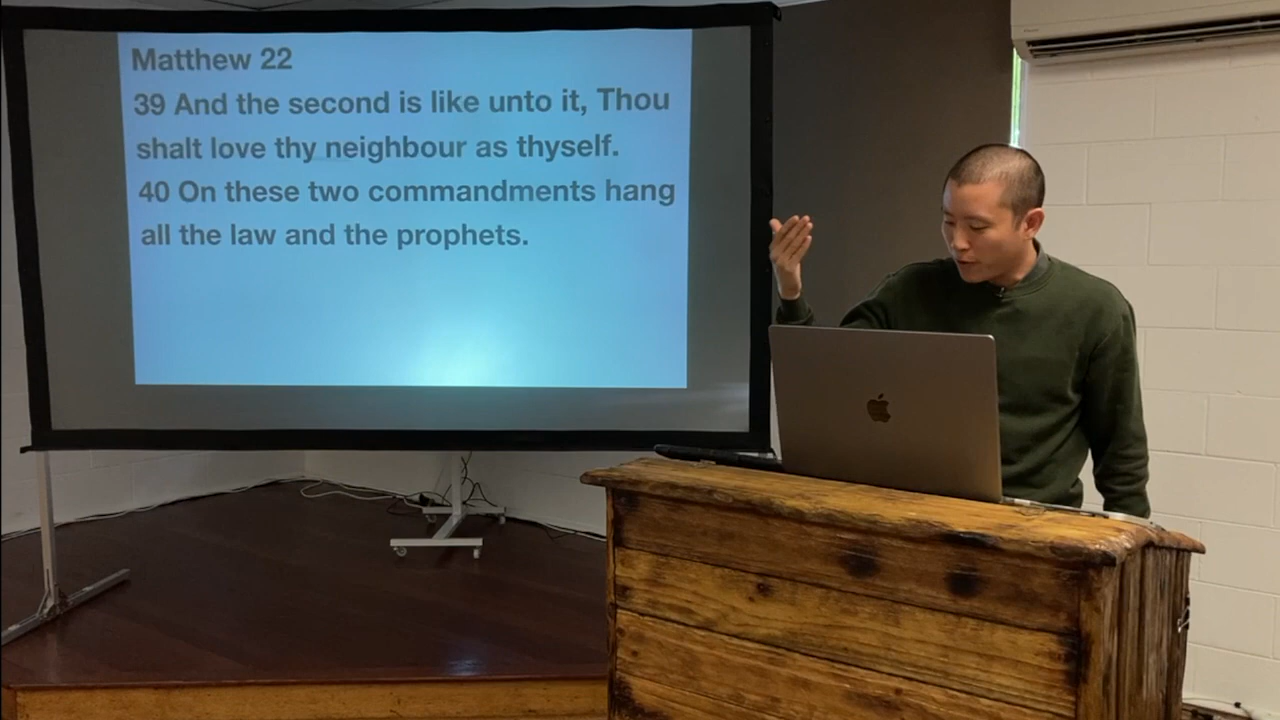 Matthew 22
39 And the second is like unto it, Thou
shalt love thy neighbour as thyself.
40 On these two commandments hang
all the law and the prophets.